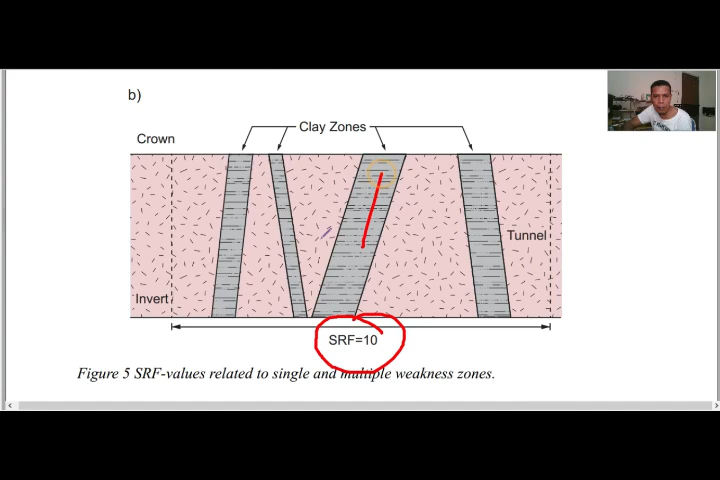 b)
Clay Zones
Crown
Tunnel
Invert
SRF=10
Figure 5 SRF-values related to single and multiple weakness zones.